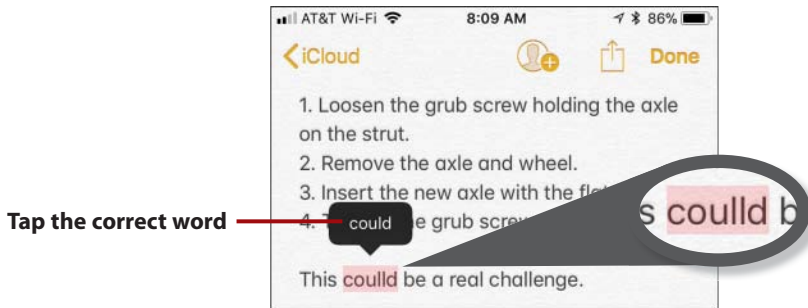 AT&T Wi-Fi 8:09 AM 86%
iCloud Done
1. Loosen the grub screw holding the axle
on the strut.
2. Remove the axle and wheel.
3. Insert the new axle with the
4. e grub
could
Tap the correct word
This coulld be a real challenge.
s coulld b